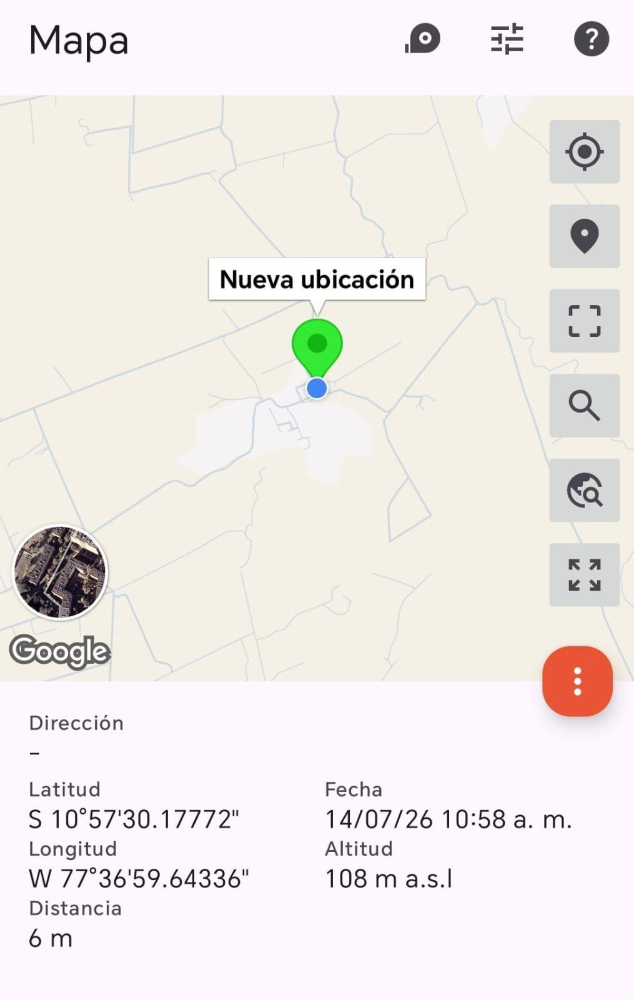 Mapa
Nueva ubicación
Google
Dirección
-
Latitud
S 10°57'30.17772"
Fecha
14/07/26 10:58 a. m.
Longitud
W 77°36'59.64336"
Altitud
108 m a.s.l
Distancia
6 m